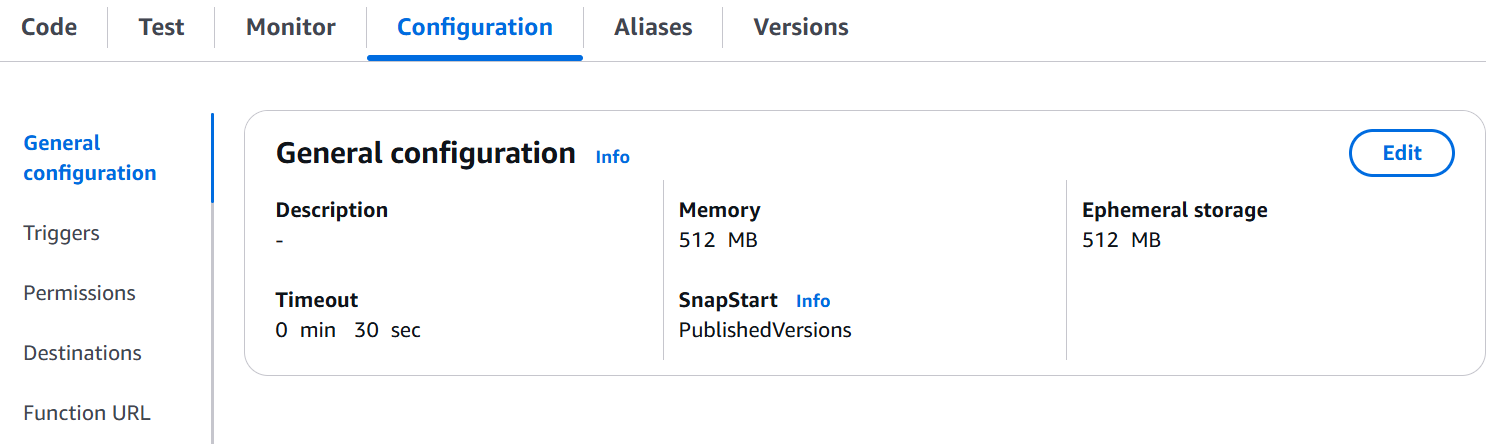 Code Test Monitor Configuration Aliases Versions
General
configuration
Triggers
Permissions
Destinations
Function URL
General configuration Info Edit
Description Memory Ephemeral storage
- 512 MB 512 MB
Timeout SnapStart Info
0 min 30 sec PublishedVersions